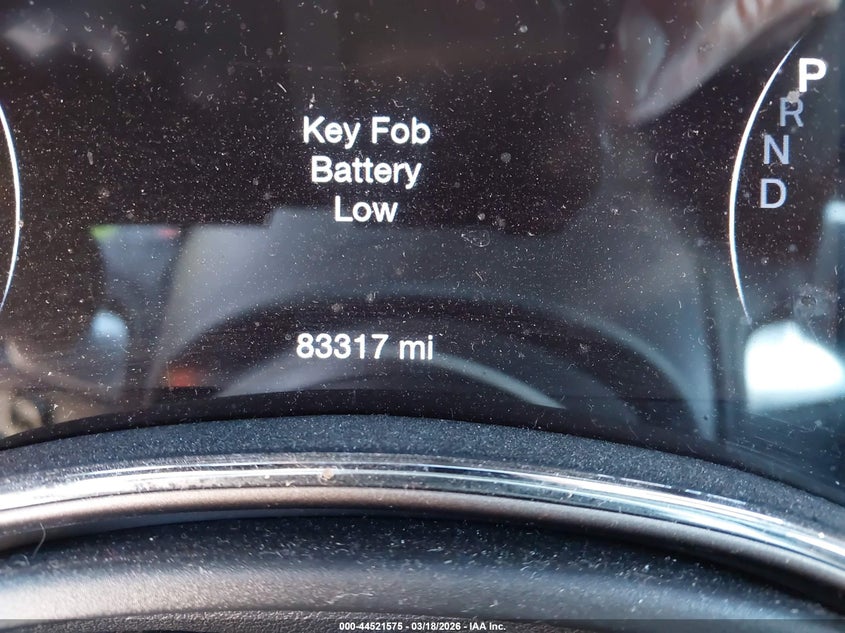 P
R
N
D
Key Fob
Battery
Low
83317 mi
000-44521575 - 03/18/2026 - IAA Inc.